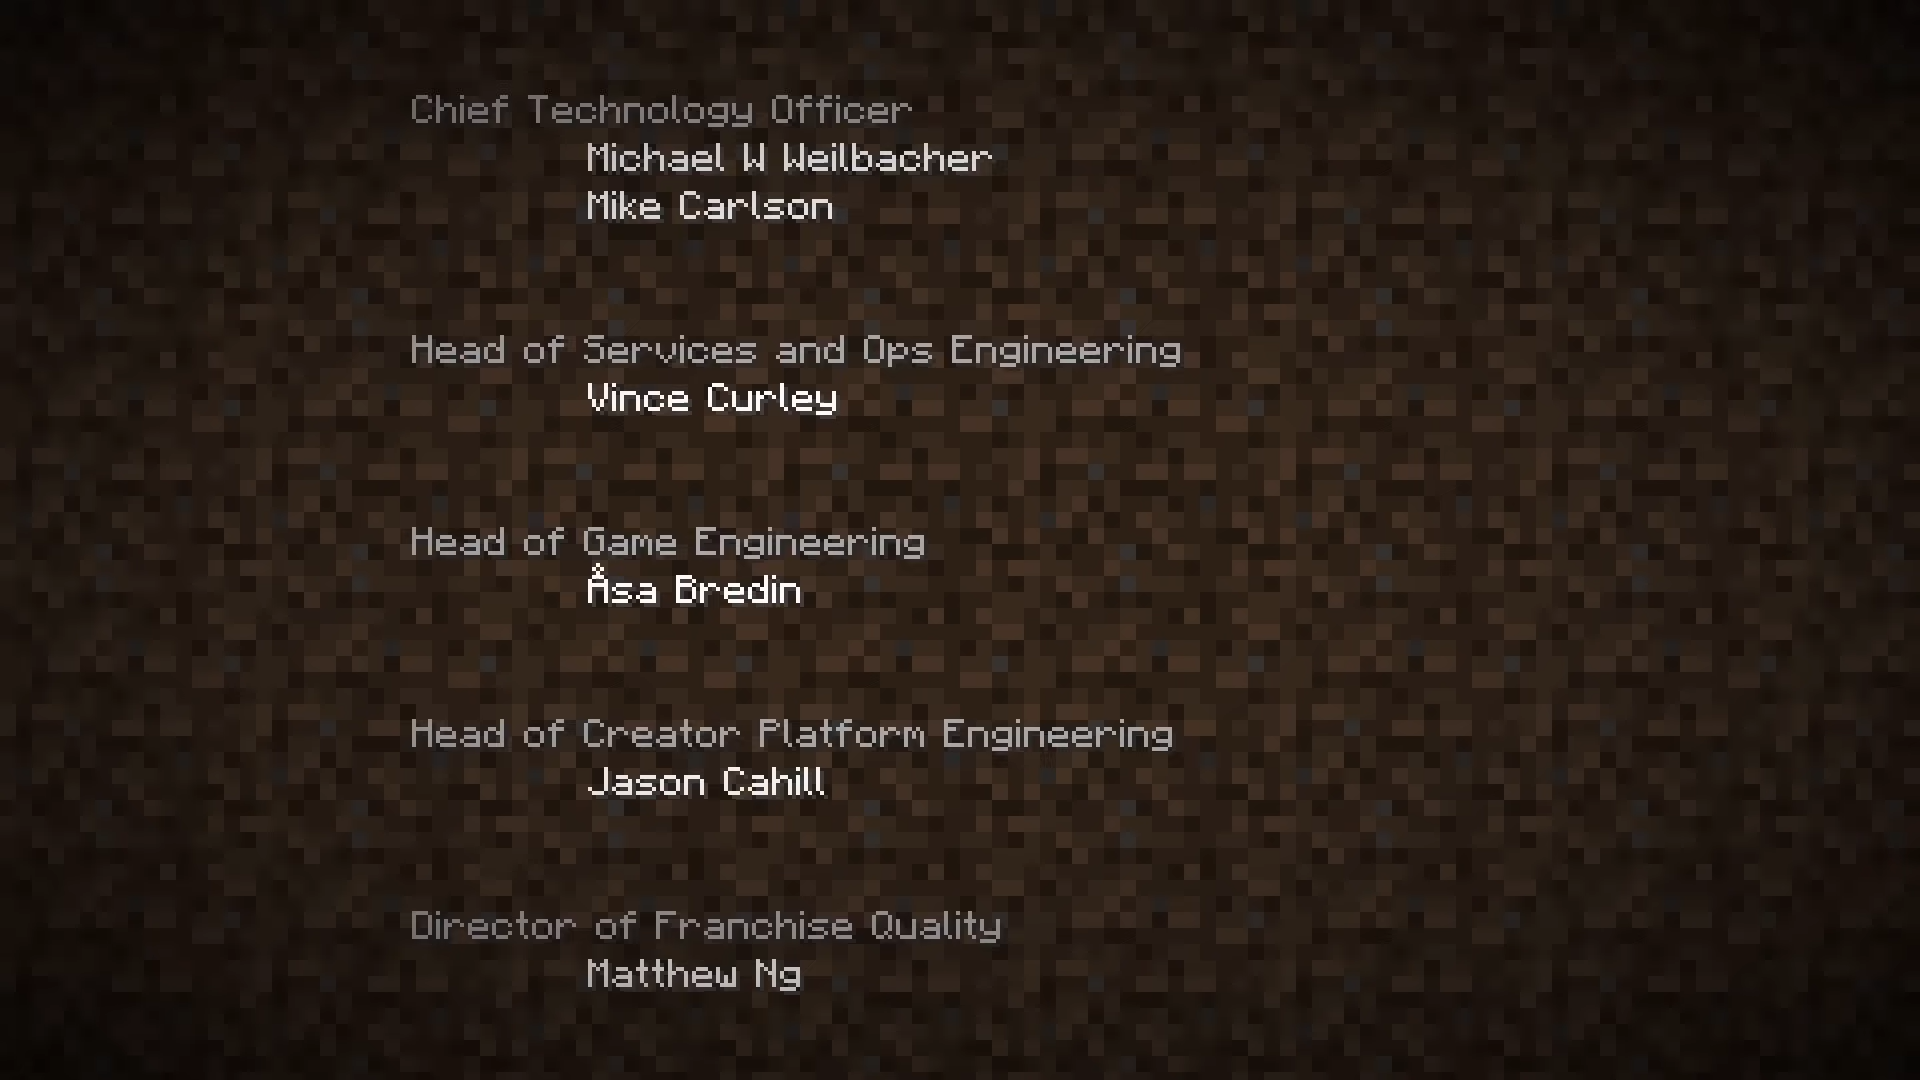 Chief Technology Officer
Michael W Weilbacher
Mike Carlson
Head of Services and Ops Engineering
Vince Curley
Head of Game Engineering
Åsa Bredin
Head of Creator Platform Engineering
Jason Cahill
Director of Franchise Quality
Matthew Ng